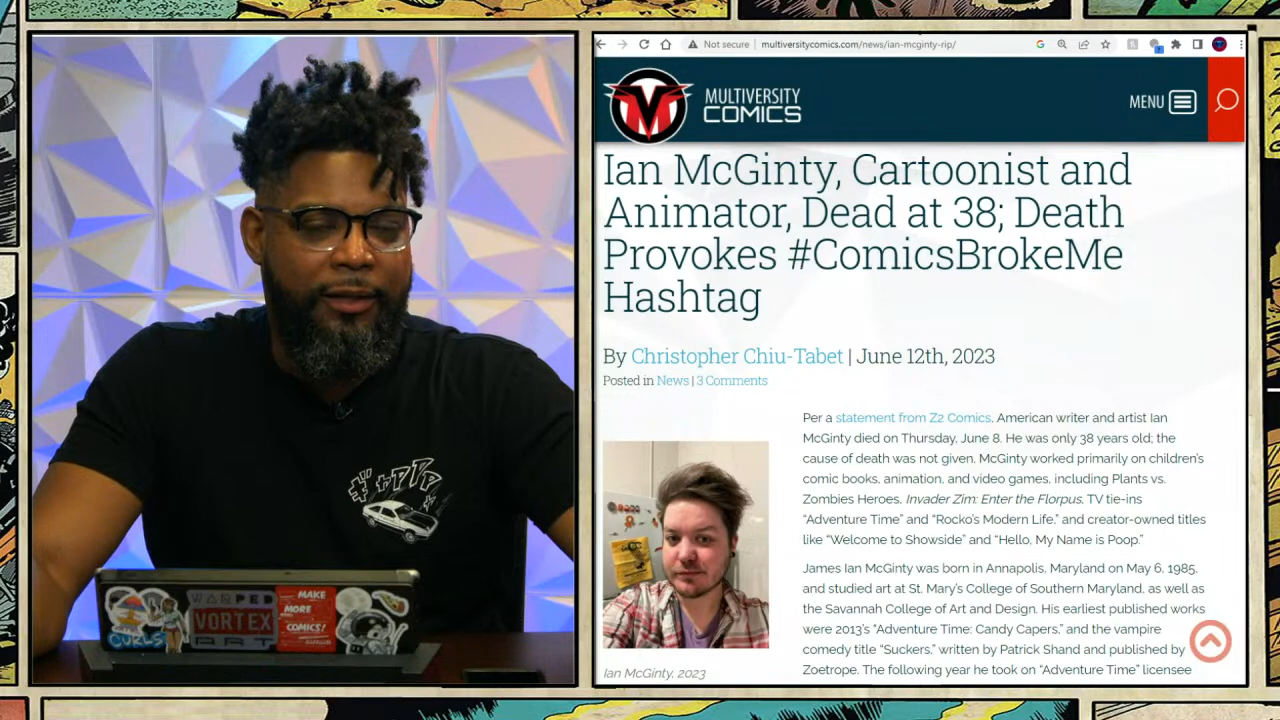 Not secure | multiversitycomics.com/news/ian-mcginty-rip/
MULTIVERSITY
COMICS
MENU
Ian McGinty, Cartoonist and
Animator, Dead at 38; Death
Provokes #ComicsBrokeMe
Hashtag
By Christopher Chiu-Tabet | June 12th, 2023
Posted in News | 3 Comments
Per a statement from Z2 Comics, American writer and artist Ian
McGinty died on Thursday, June 8. He was only 38 years old; the
cause of death was not given. McGinty worked primarily on children's
comic books, animation, and video games, including Plants vs.
Zombies Heroes, Invader Zim: Enter the Florpus, TV tie-ins
"Adventure Time" and "Rocko's Modern Life," and creator-owned titles
like "Welcome to Showside" and "Hello, My Name is Poop."
James Ian McGinty was born in Annapolis, Maryland on May 6, 1985,
and studied art at St. Mary's College of Southern Maryland, as well as
the Savannah College of Art and Design. His earliest published works
were 2013's "Adventure Time: Candy Capers," and the vampire
comedy title "Suckers," written by Patrick Shand and published by
Zoetrope. The following year he took on "Adventure Time" licensee
Ian McGinty, 2023
CURLS
WARPED
VORTEX
ART
MAKE
MORE
COMICS!